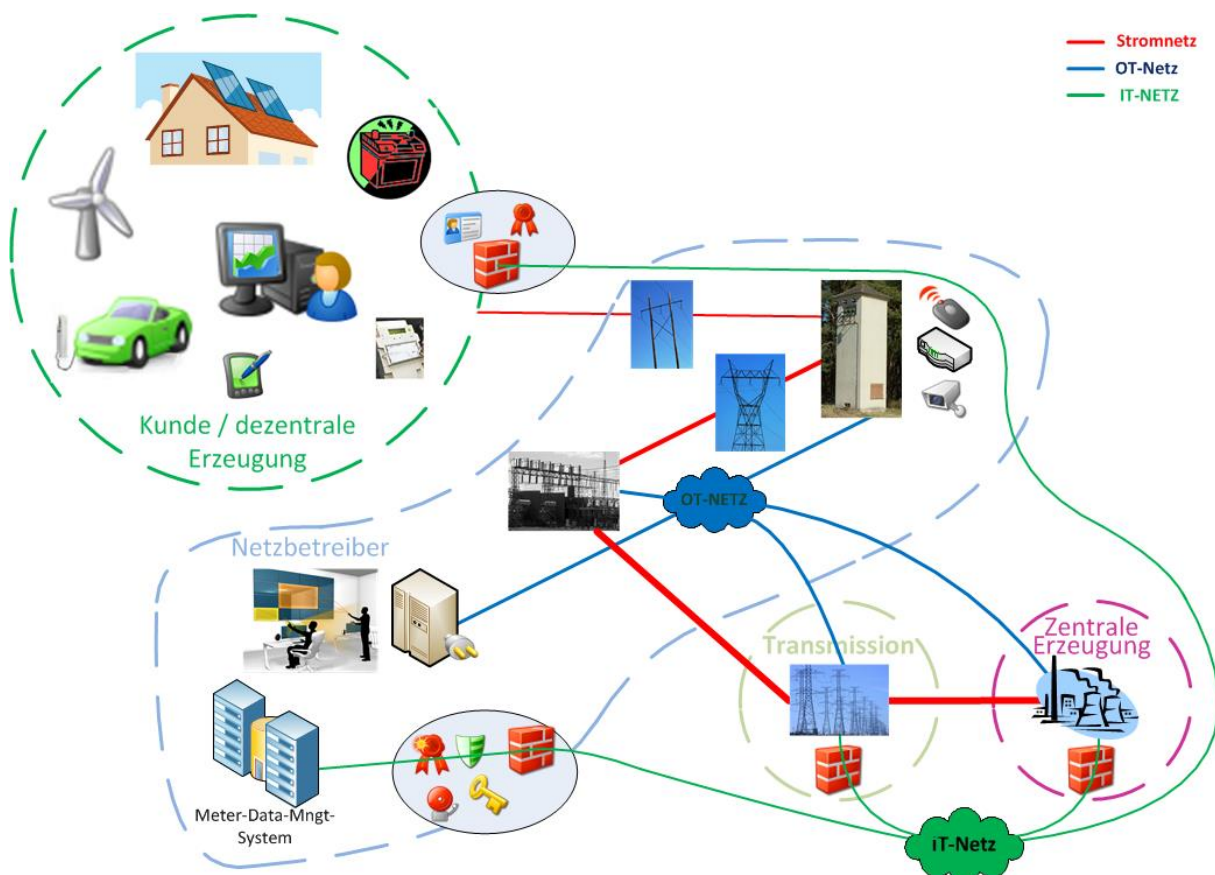 Stromnetz
OT-Netz
IT-NETZ
Kunde / dezentrale
Erzeugung
OT-NETZ
Netzbetreiber
Transmission
Zentrale
Erzeugung
Meter-Data-Mngt-
System
iT-Netz